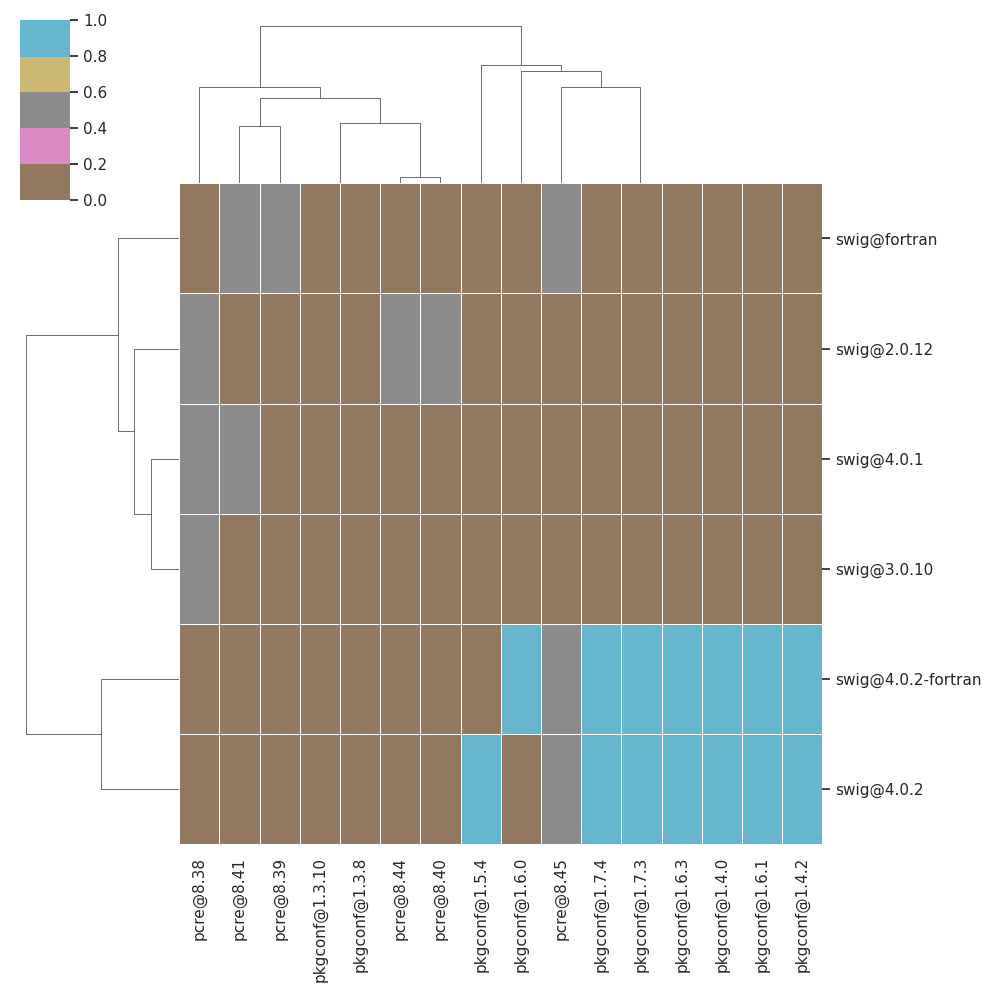 1.0
0.8
0.6
0.4
0.2
0.0
swig@fortran
swig@2.0.12
swig@4.0.1
swig@3.0.10
swig@4.0.2-fortran
swig@4.0.2
pcre@8.38
pcre@8.41
pcre@8.39
pkgconf@1.3.10
pkgconf@1.3.8
pcre@8.44
pcre@8.40
pkgconf@1.5.4
pkgconf@1.6.0
pcre@8.45
pkgconf@1.7.4
pkgconf@1.7.3
pkgconf@1.6.3
pkgconf@1.4.0
pkgconf@1.6.1
pkgconf@1.4.2